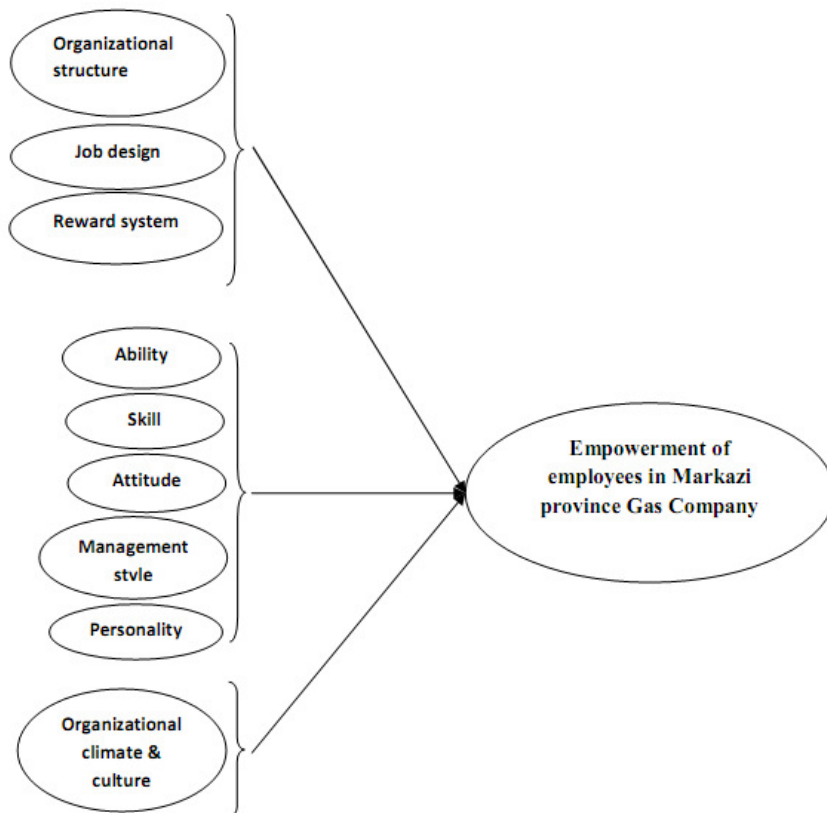 Organizational
structure
Job design
Reward system
Ability
Skill
Attitude
Management
stvle
Personality
Organizational
climate &
culture
Empowerment of
employees in Markazi
province Gas Company